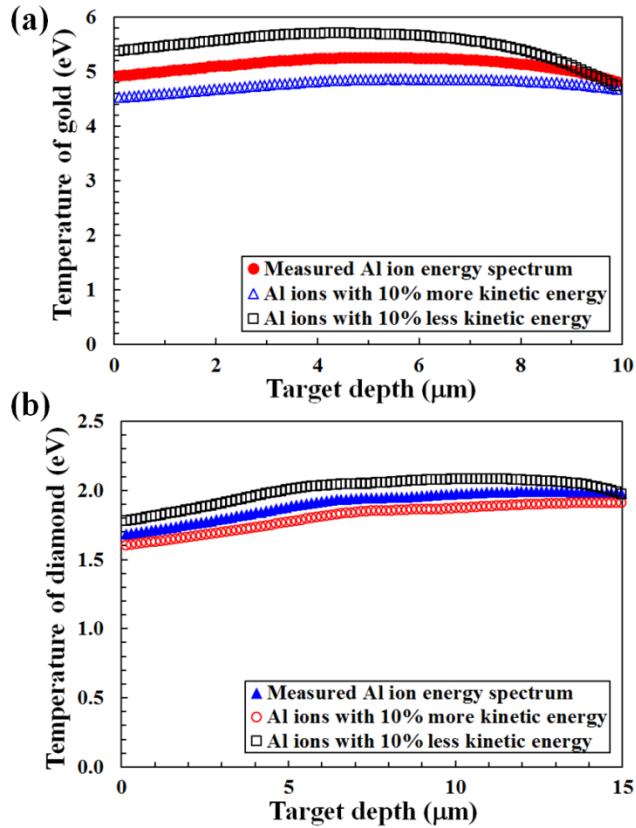 (a)
Temperature of gold (eV)
6
5
4
3
2
1
0
Measured Al ion energy spectrum
Al ions with 10% more kinetic energy
Al ions with 10% less kinetic energy
0 2 4 6 8 10
Target depth (μm)
(b)
Temperature of diamond (eV)
2.5
2.0
1.5
1.0
0.5
0.0
Measured Al ion energy spectrum
Al ions with 10% more kinetic energy
Al ions with 10% less kinetic energy
0 5 10 15
Target depth (μm)